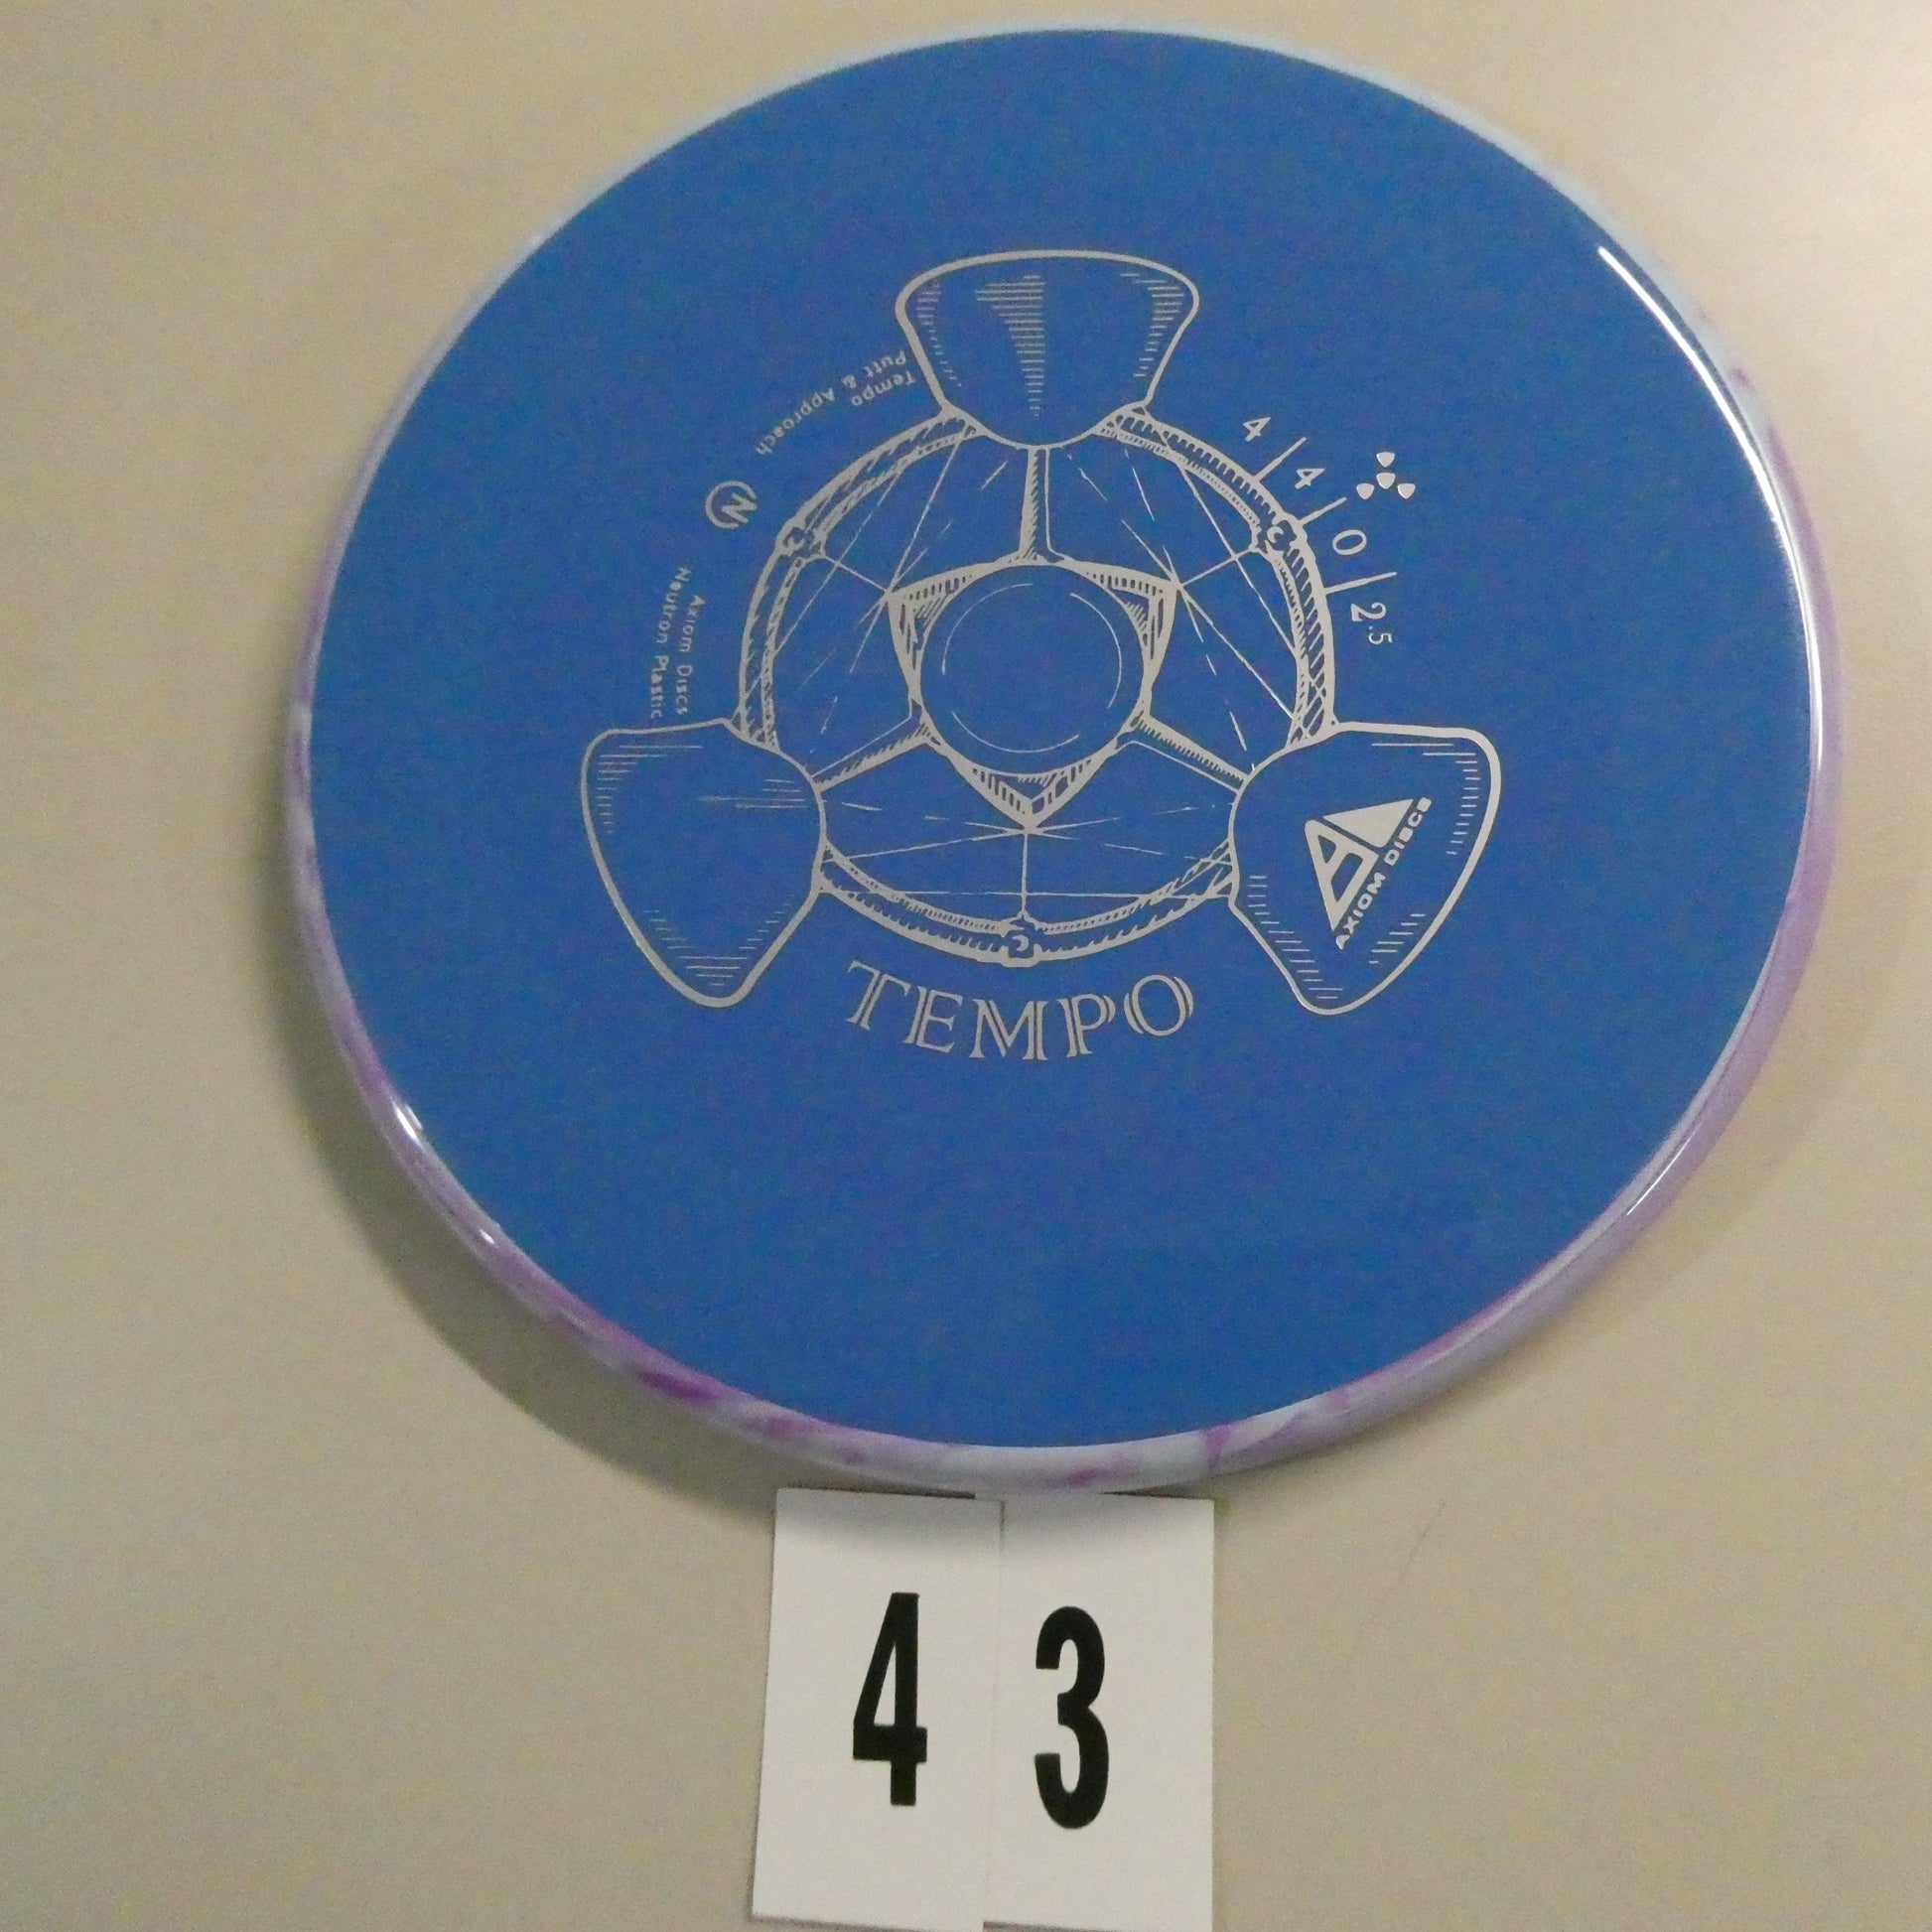 Tempo
Putt & Approach
N
Axiom Discs
Neutron Plastic
4 | 4 | 0 | 2.5
AXIOM DISCS
TEMPO
4 3